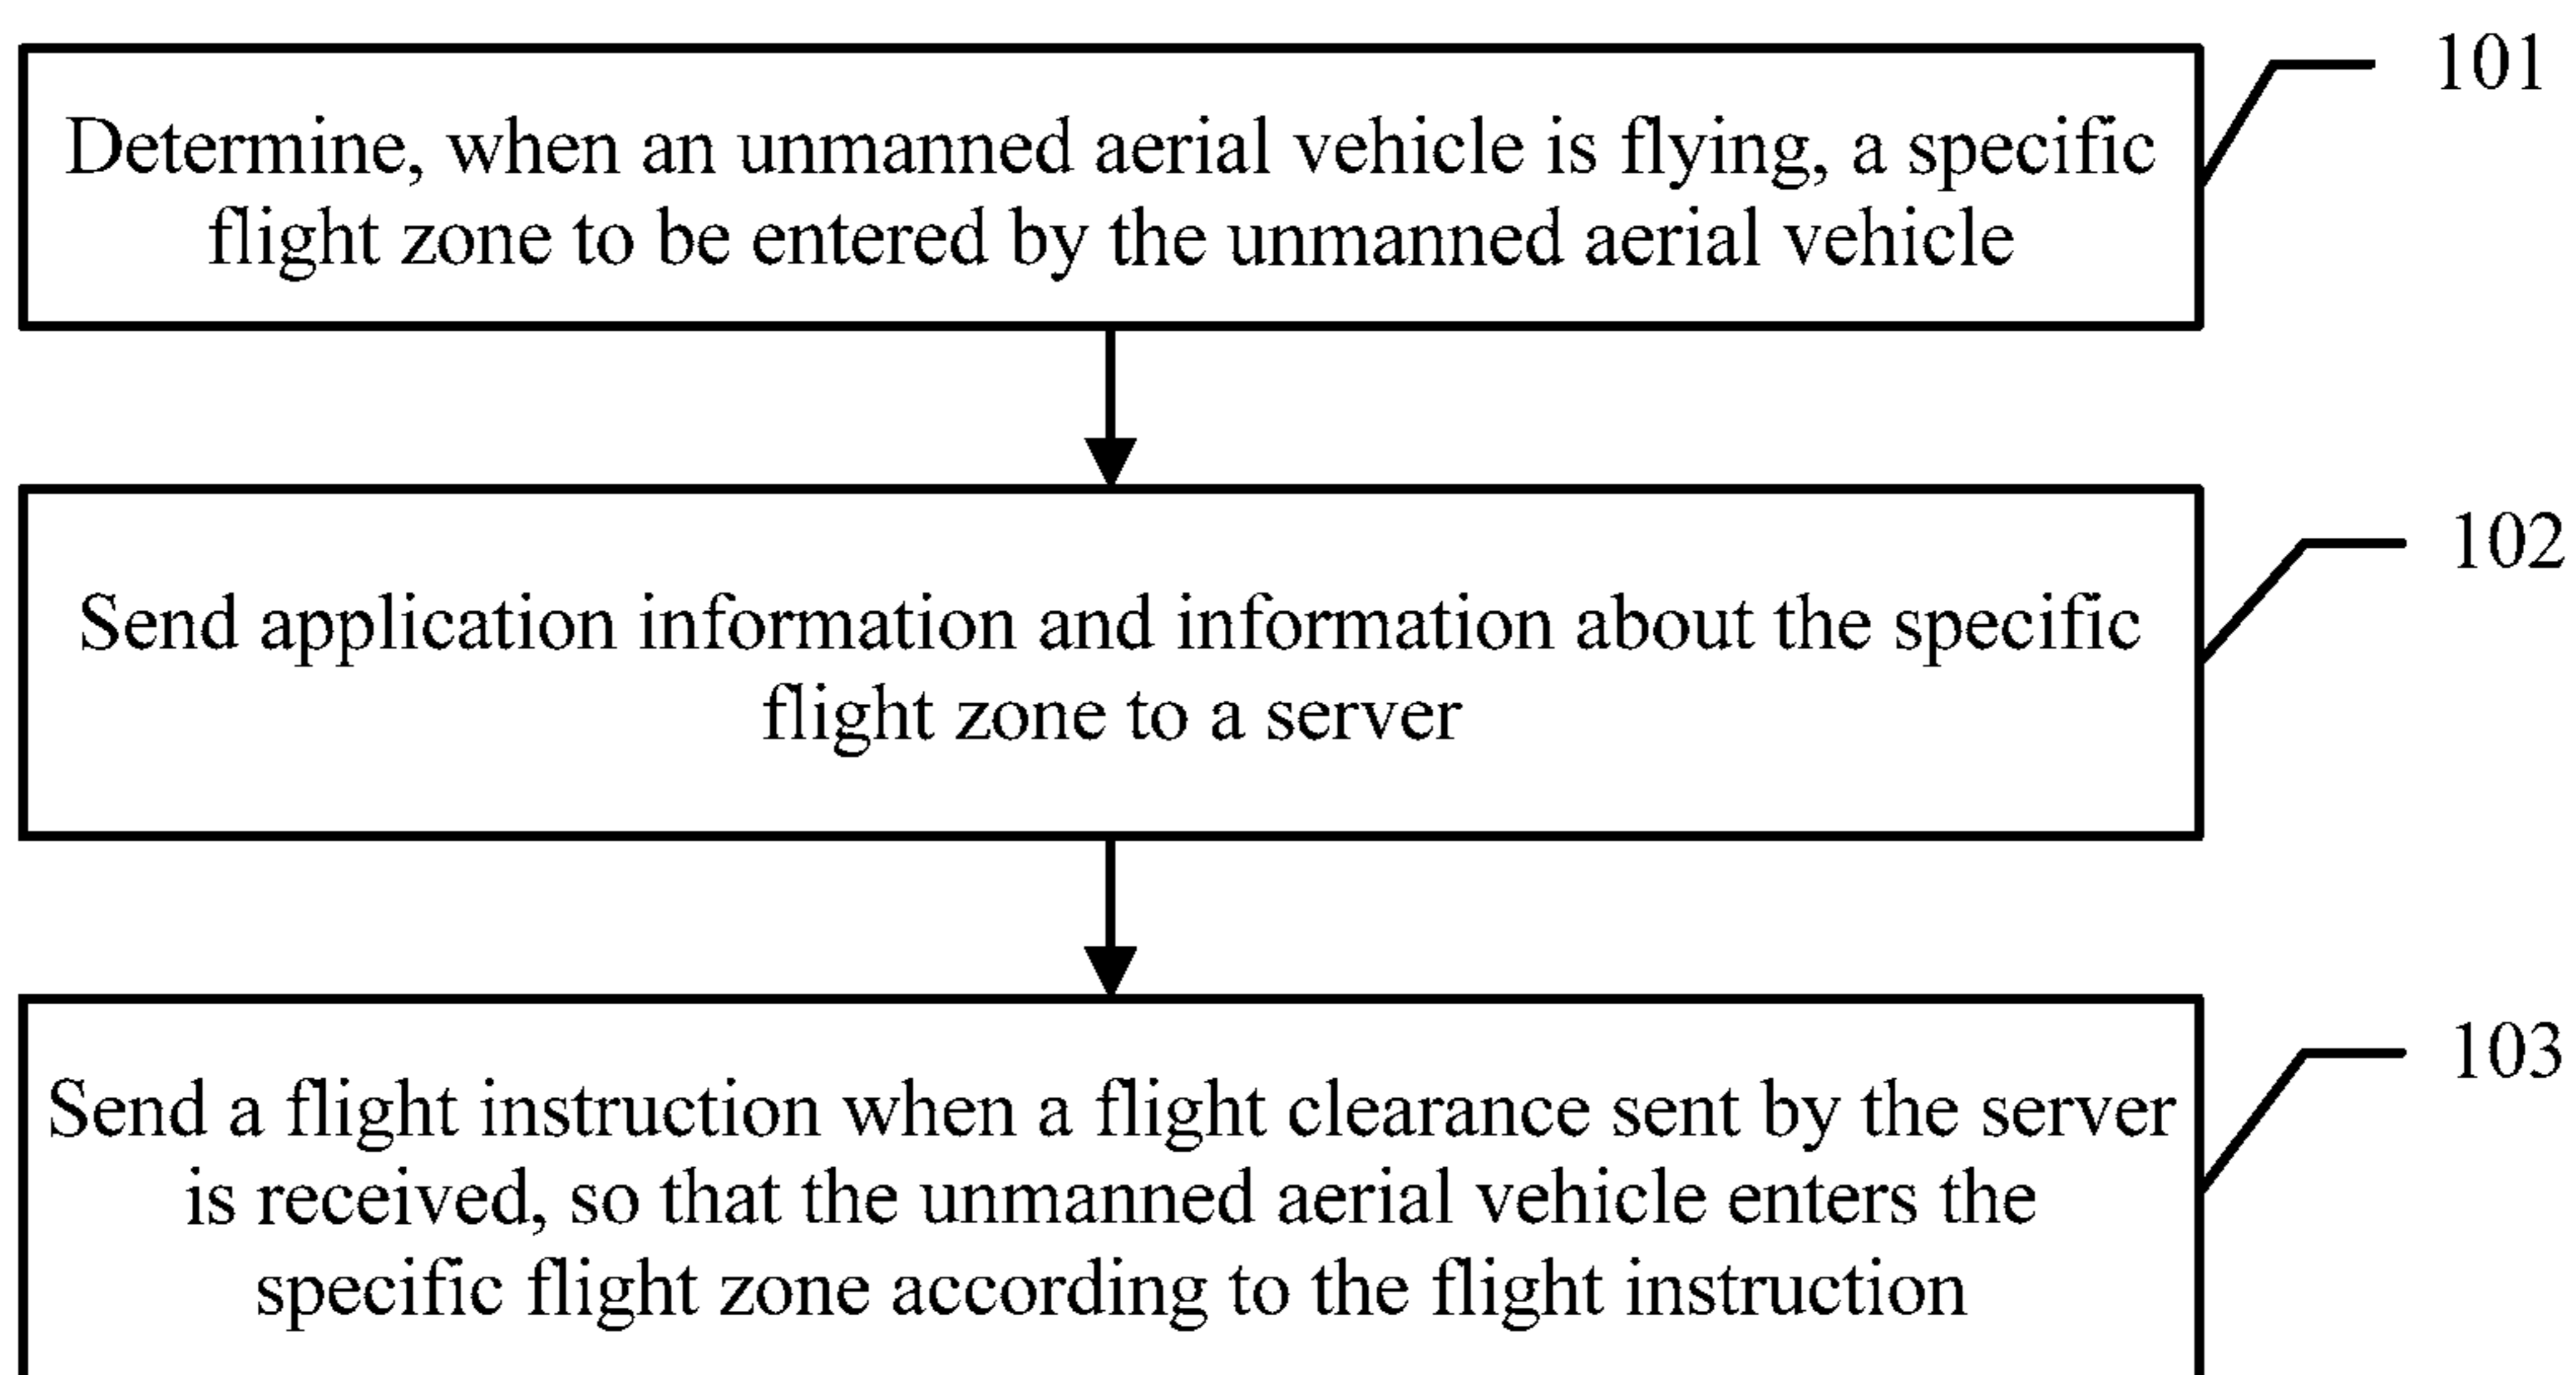 101
Determine, when an unmanned aerial vehicle is flying, a specific
flight zone to be entered by the unmanned aerial vehicle
102
Send application information and information about the specific
flight zone to a server
103
Send a flight instruction when a flight clearance sent by the server
is received, so that the unmanned aerial vehicle enters the
specific flight zone according to the flight instruction